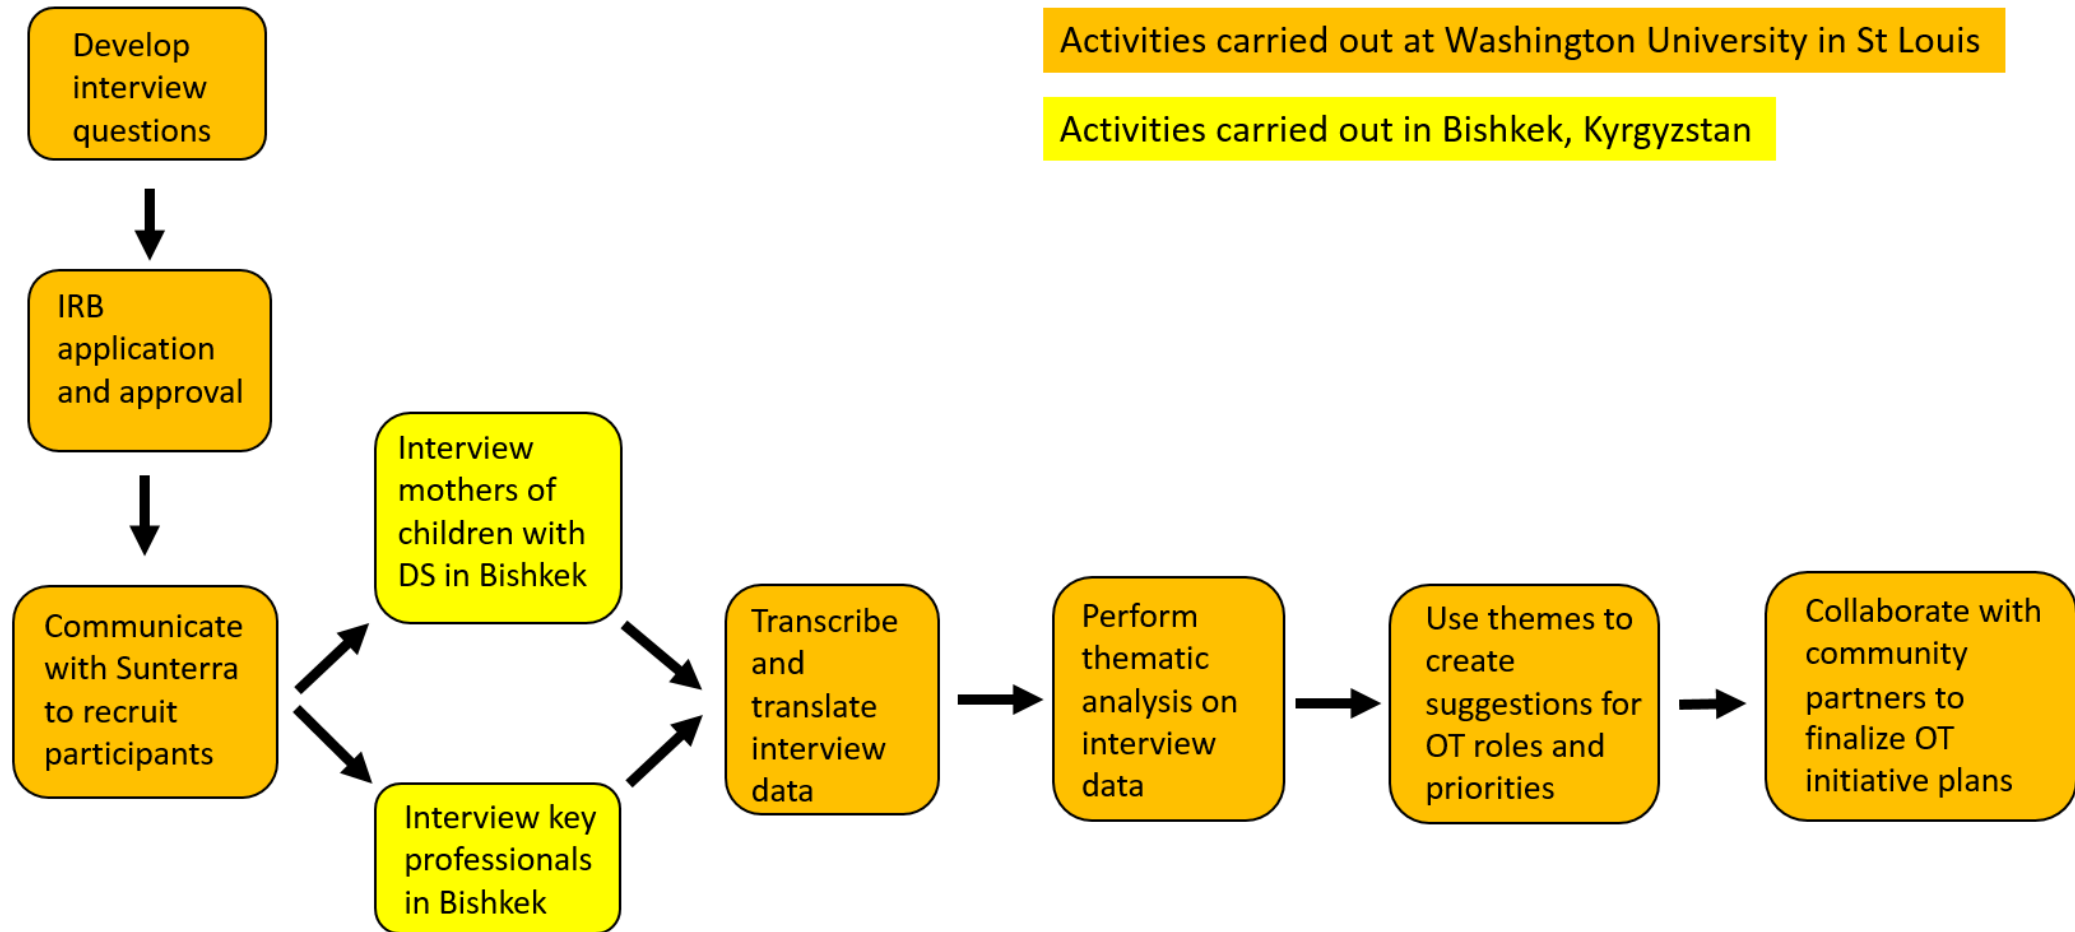 Develop
interview
questions
Activities carried out at Washington University in St Louis
Activities carried out in Bishkek, Kyrgyzstan
IRB
application
and approval
Communicate
with Sunterra
to recruit
participants
Interview
mothers of
children with
DS in Bishkek
Interview key
professionals
in Bishkek
Transcribe
and
translate
interview
data
Perform
thematic
analysis on
interview
data
Use themes to
create
suggestions for
OT roles and
priorities
Collaborate with
community
partners to
finalize OT
initiative plans